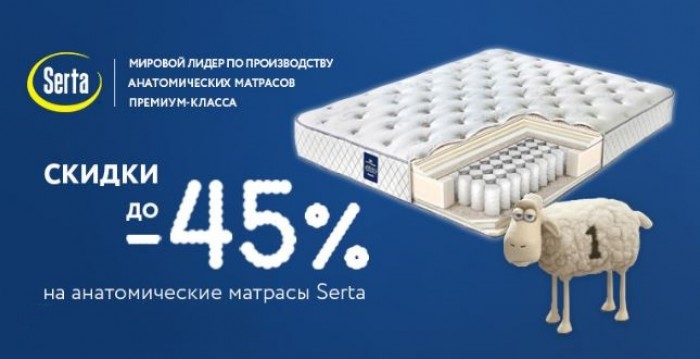 Serta
МИРОВОЙ ЛИДЕР ПО ПРОИЗВОДСТВУ
АНАТОМИЧЕСКИХ МАТРАСОВ
ПРЕМИУМ-КЛАССА
СКИДКИ
ДО
-45%
на анатомические матрасы Serta
1